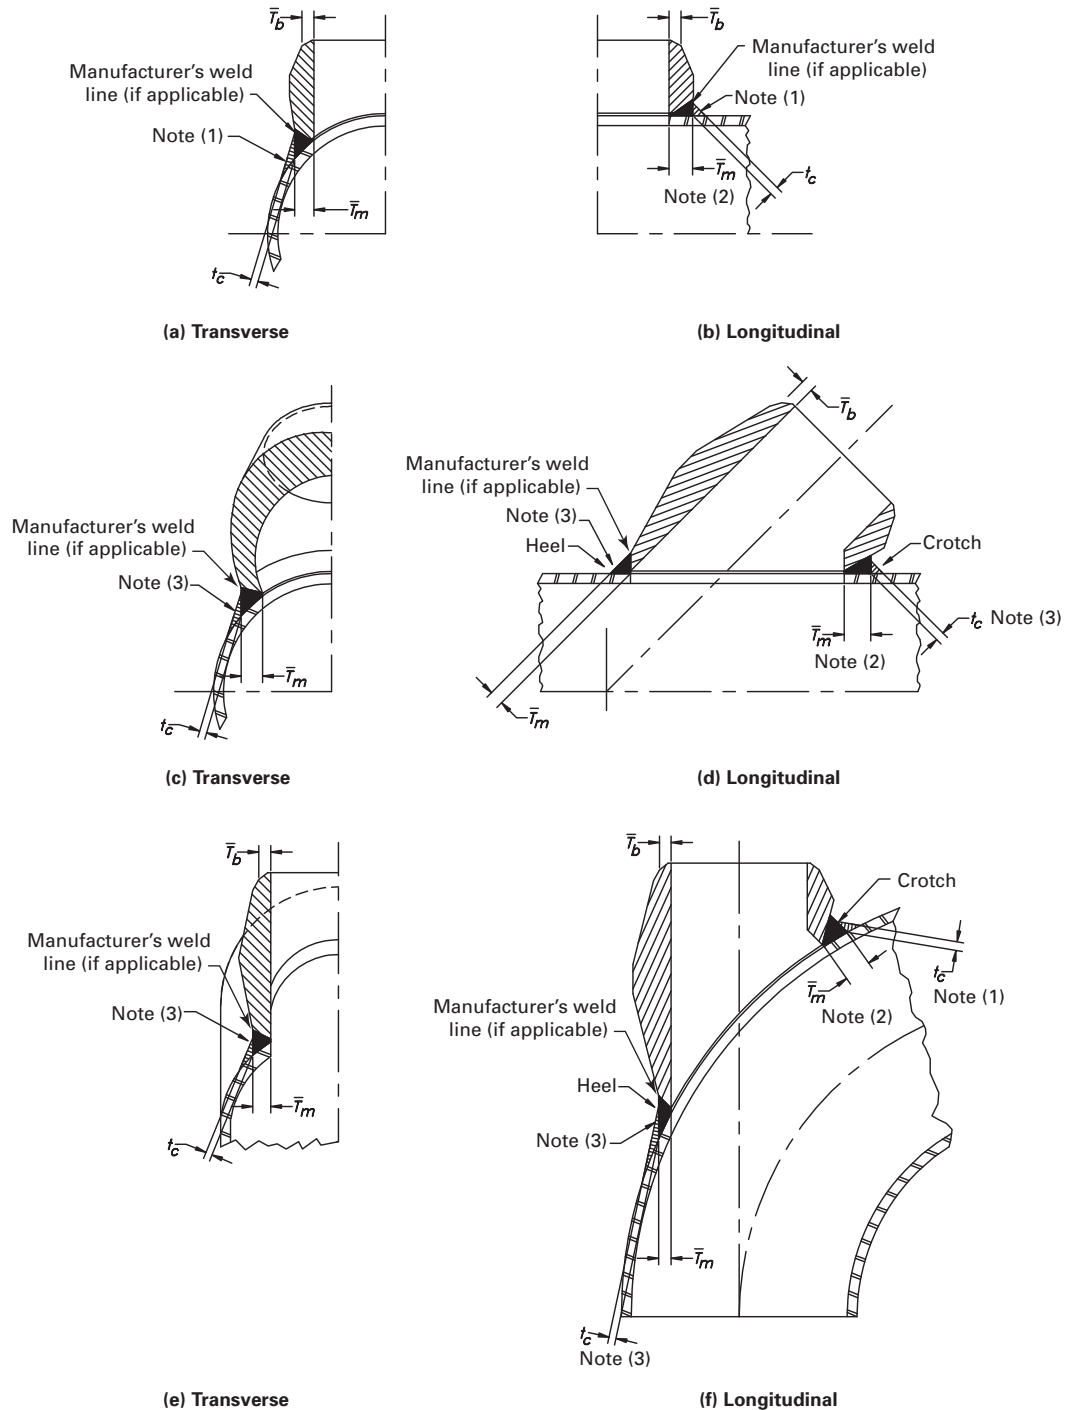 T̅b
Manufacturer's weld
line (if applicable)
Note (1)
T̅m
tc
(a) Transverse
T̅b
Manufacturer's weld
line (if applicable)
Note (1)
T̅m
Note (2)
tc
(b) Longitudinal
Manufacturer's weld
line (if applicable)
Note (3)
T̅m
tc
(c) Transverse
T̅b
Manufacturer's weld
line (if applicable)
Note (3)
Heel
Crotch
T̅m
Note (2)
tc Note (3)
T̅m
(d) Longitudinal
T̅b
Manufacturer's weld
line (if applicable)
Note (3)
T̅m
tc
(e) Transverse
T̅b
Crotch
tc
Note (1)
T̅m
Note (2)
Manufacturer's weld
line (if applicable)
Heel
Note (3)
T̅m
tc
Note (3)
(f) Longitudinal